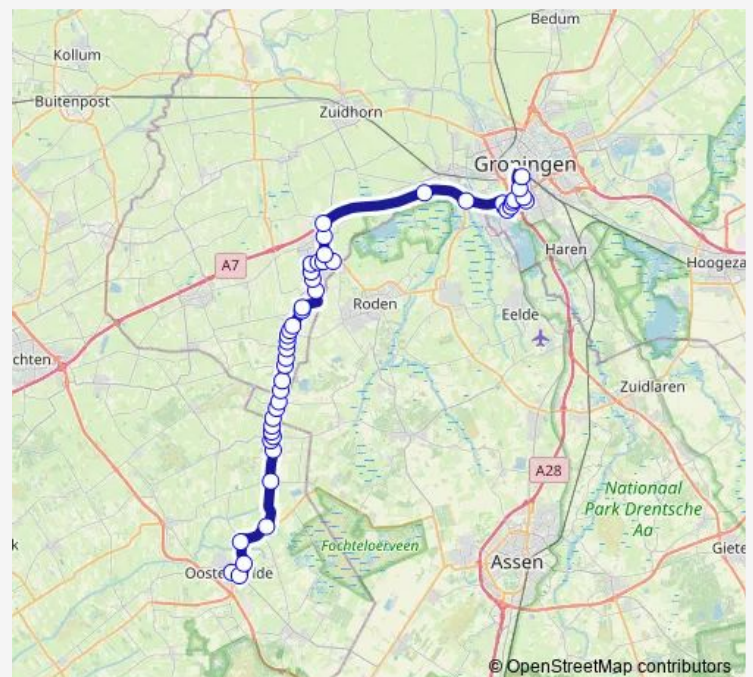 Bedum
Kollum
Buitenpost
Zuidhorn
Groningen
A7
Haren
Hoogeza
Roden
Eelde
chten
Zuidlaren
A28
Nationaal
Park Drentsche
Aa
k
Fochteloërveen
Assen
Giete
Ooste
lde
© OpenStreetMap contributors